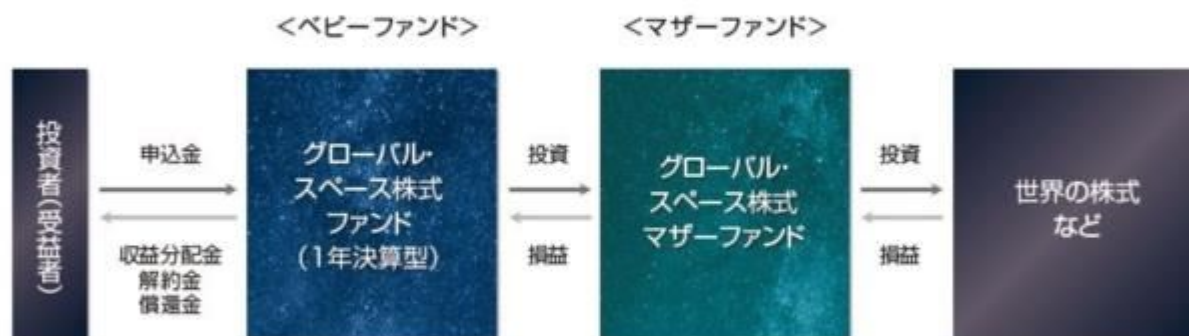 <ベビーファンド>
<マザーファンド>
投資者(受益者)
申込金
収益分配金
解約金
償還金
グローバル・
スペース株式
ファンド
(1年決算型)
投資
損益
グローバル・
スペース株式
マザーファンド
投資
損益
世界の株式
など